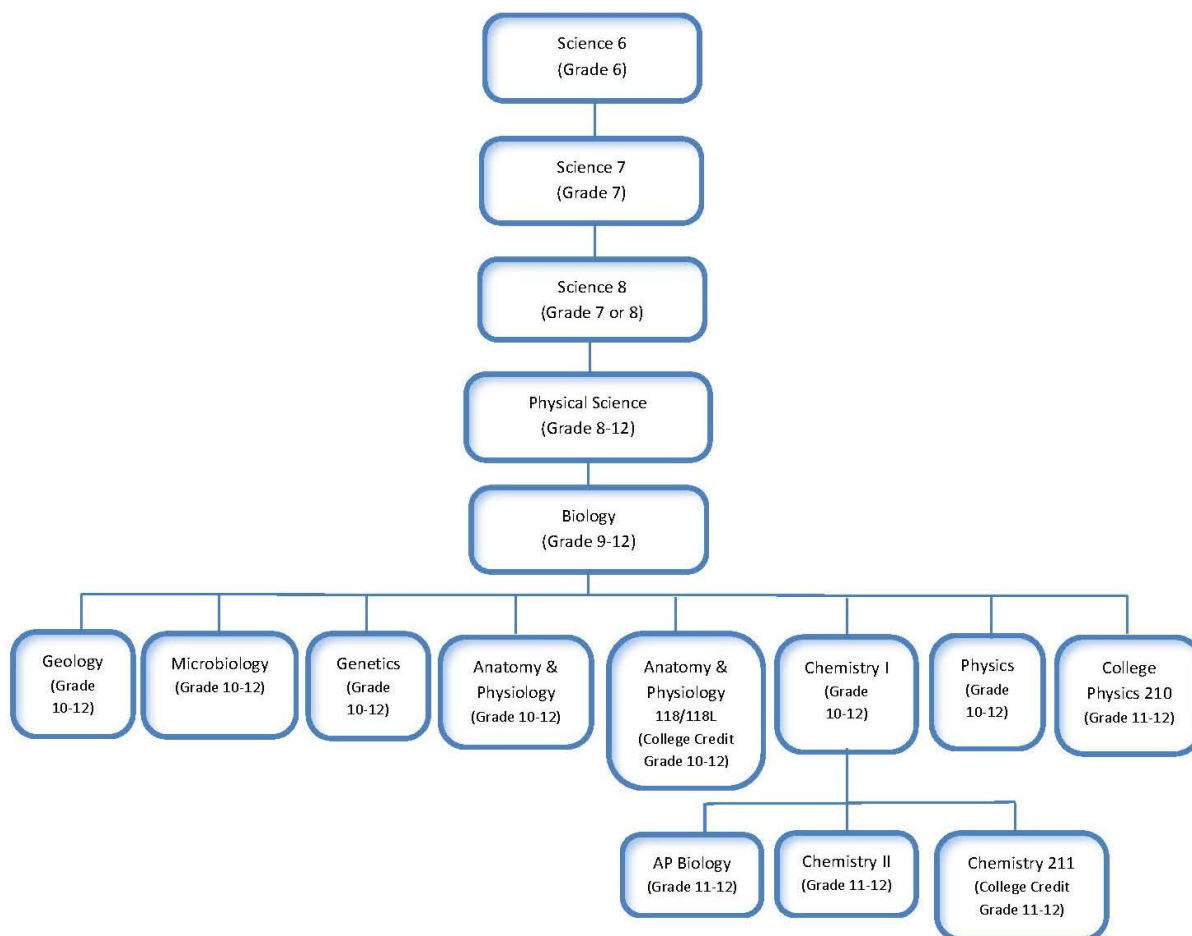 Science 6
(Grade 6)
Science 7
(Grade 7)
Science 8
(Grade 7 or 8)
Physical Science
(Grade 8-12)
Biology
(Grade 9-12)
Geology
(Grade
10-12)
Microbiology
(Grade 10-12)
Genetics
(Grade
10-12)
Anatomy &
Physiology
(Grade 10-12)
Anatomy &
Physiology
118/118L
(College Credit
Grade 10-12)
Chemistry I
(Grade
10-12)
Physics
(Grade
10-12)
College
Physics 210
(Grade 11-12)
AP Biology
(Grade 11-12)
Chemistry II
(Grade 11-12)
Chemistry 211
(College Credit
Grade 11-12)